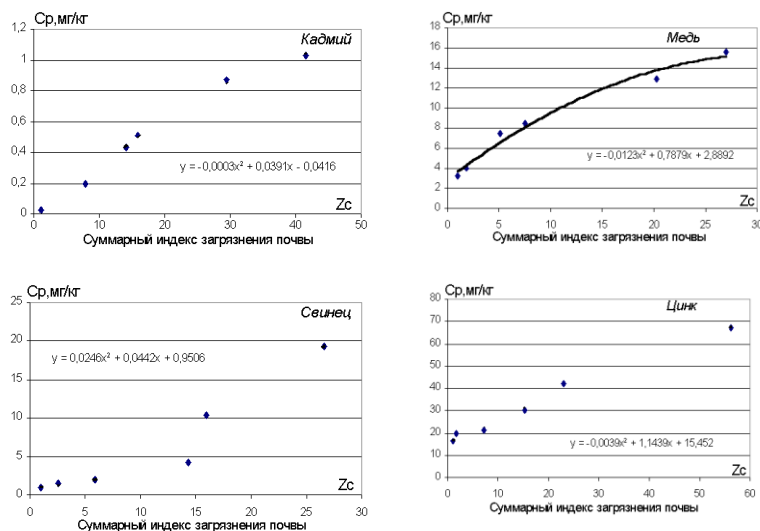 Ср,мг/кг
Кадмий
1,2
1
0,8
0,6
0,4
0,2
0
y = -0,0003x² + 0,0391x - 0,0416
Zc
0 10 20 30 40 50
Суммарный индекс загрязнения почвы
Ср,мг/кг
Медь
18
16
14
12
10
8
6
4
2
0
y = -0,0123x² + 0,7879x + 2,8892
Zc
0 5 10 15 20 25 30
Суммарный индекс загрязнения почвы
Ср,мг/кг
Свинец
25
20
15
10
5
0
y = 0,0246x² + 0,0442x + 0,9506
Zc
0 10 20 30
Суммарный индекс загрязнения почвы
Ср,мг/кг
Цинк
80
70
60
50
40
30
20
10
0
y = -0,0039x² + 1,1439x + 15,452
Zc
0 10 20 30 40 50 60
Суммарный индекс загрязнения почвы